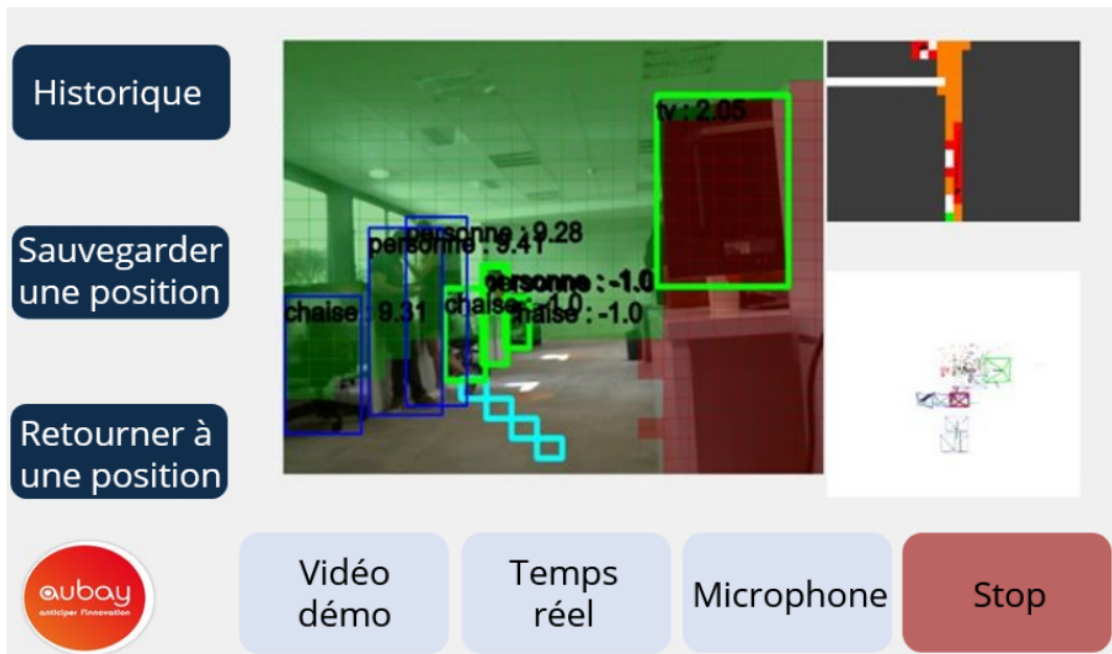 Historique
Sauvegarder
une position
Retourner à
une position
tv : 2.05
personne : 9.28
personne : 9.41
personne : -1.0
chaise : 9.31
chaise : -1.0
chaise : -1.0
aubay
anticiper l'innovation
Vidéo
démo
Temps
réel
Microphone
Stop